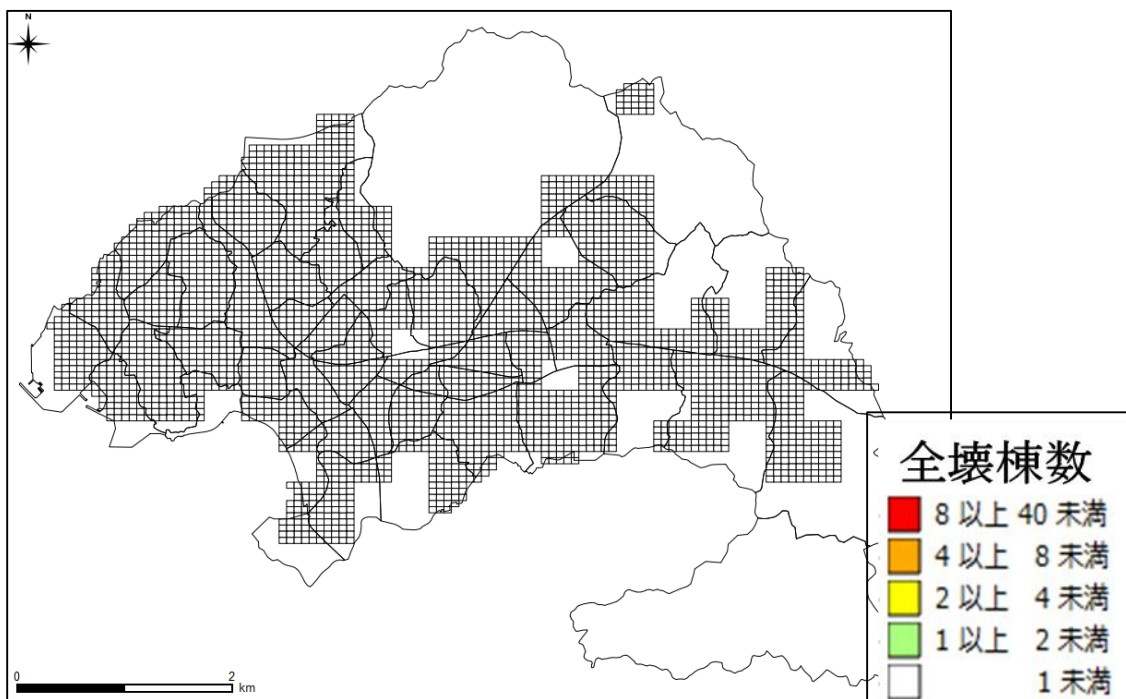 N
全壊棟数
8 以上 40 未満
4 以上 8 未満
2 以上 4 未満
1 以上 2 未満
1 未満
0 2
km